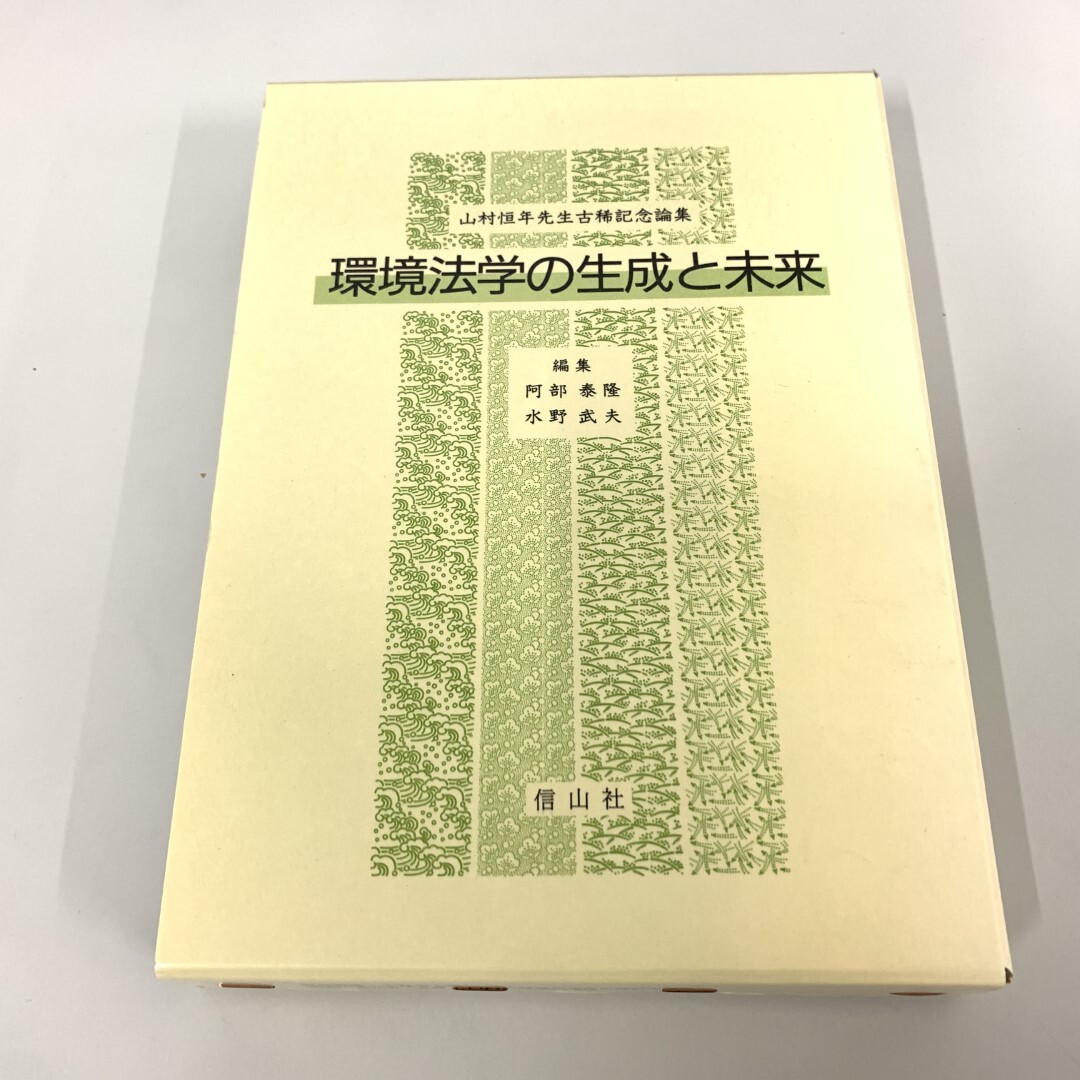 山村恒年先生古稀記念論集
環境法学の生成と未来
編集
阿部 泰隆
水野 武夫
信山社